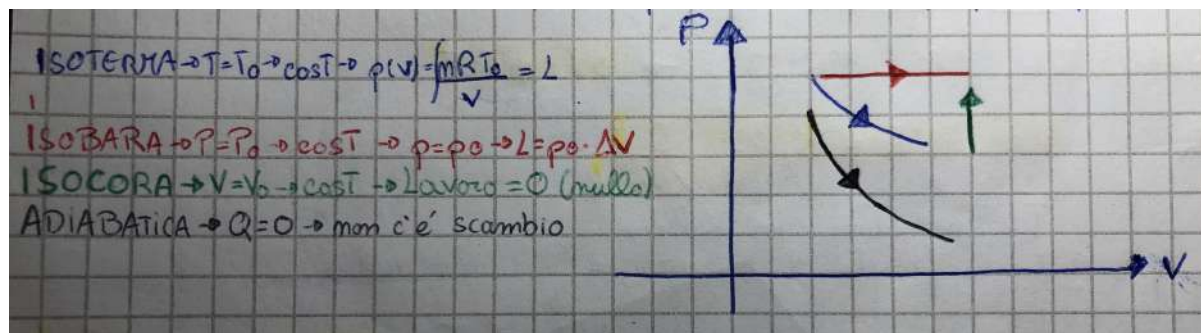 ISOTERMA → T=T₀ → cosT → p(V) = ∫nRT₀/V = L
ISOBARA → P=P₀ → cosT → p=p₀ → L=p₀·ΔV
ISOCORA → V=V₀ → cosT → Lavoro = 0 (nullo)
ADIABATICA → Q=0 → non c'é scambio
P
V